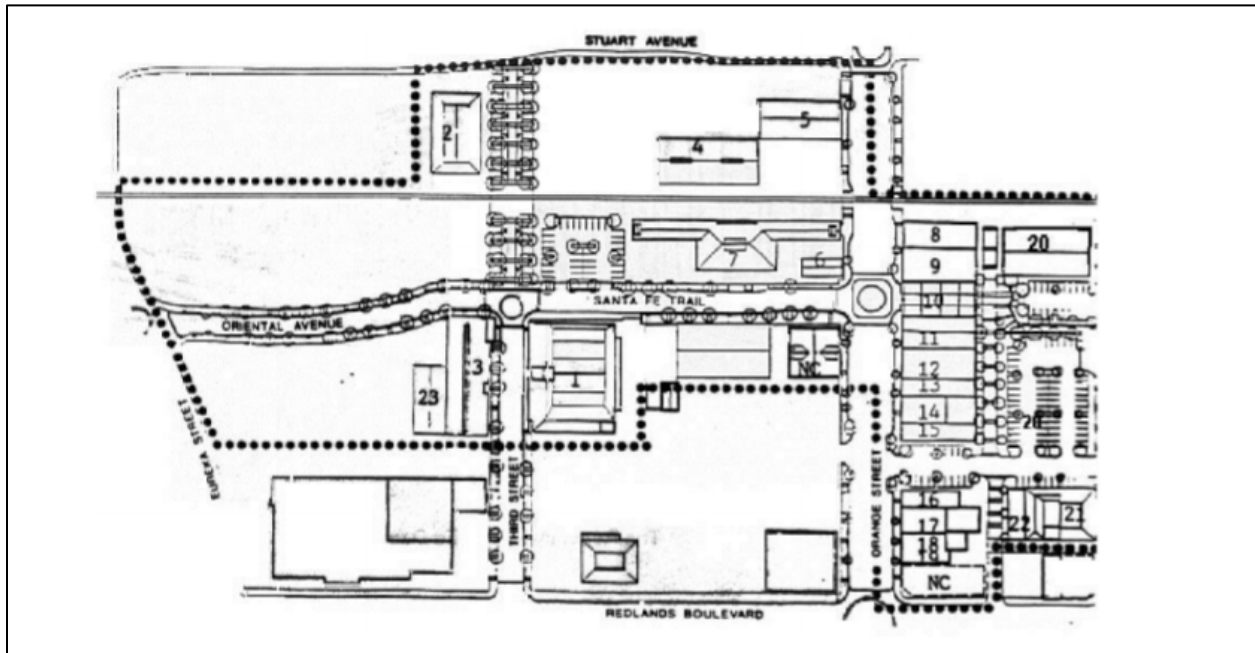 STUART AVENUE
2
5
4
8
20
7
6
9
SANTA FE TRAIL
10
ORIENTAL AVENUE
11
3
NC
12
1
13
23
14
20
15
EUREKA STREET
THIRD STREET
ORANGE STREET
16
22
21
17
18
NC
REDLANDS BOULEVARD